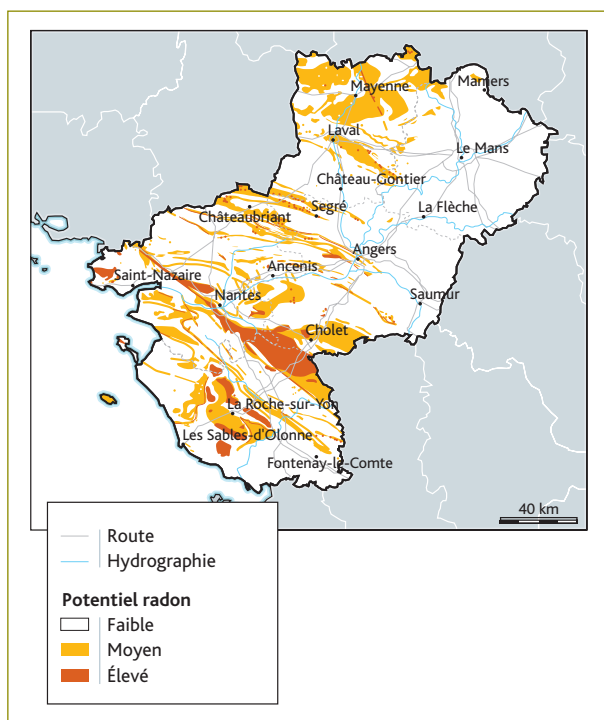 Mayenne
Mamers
Laval
Le Mans
Château-Gontier
Segré
La Flèche
Châteaubriant
Angers
Ancenis
Saint-Nazaire
Saumur
Nantes
Cholet
La Roche-sur-Yon
Les Sables-d'Olonne
Fontenay-le-Comte
40 km
Route
Hydrographie
Potentiel radon
Faible
Moyen
Élevé